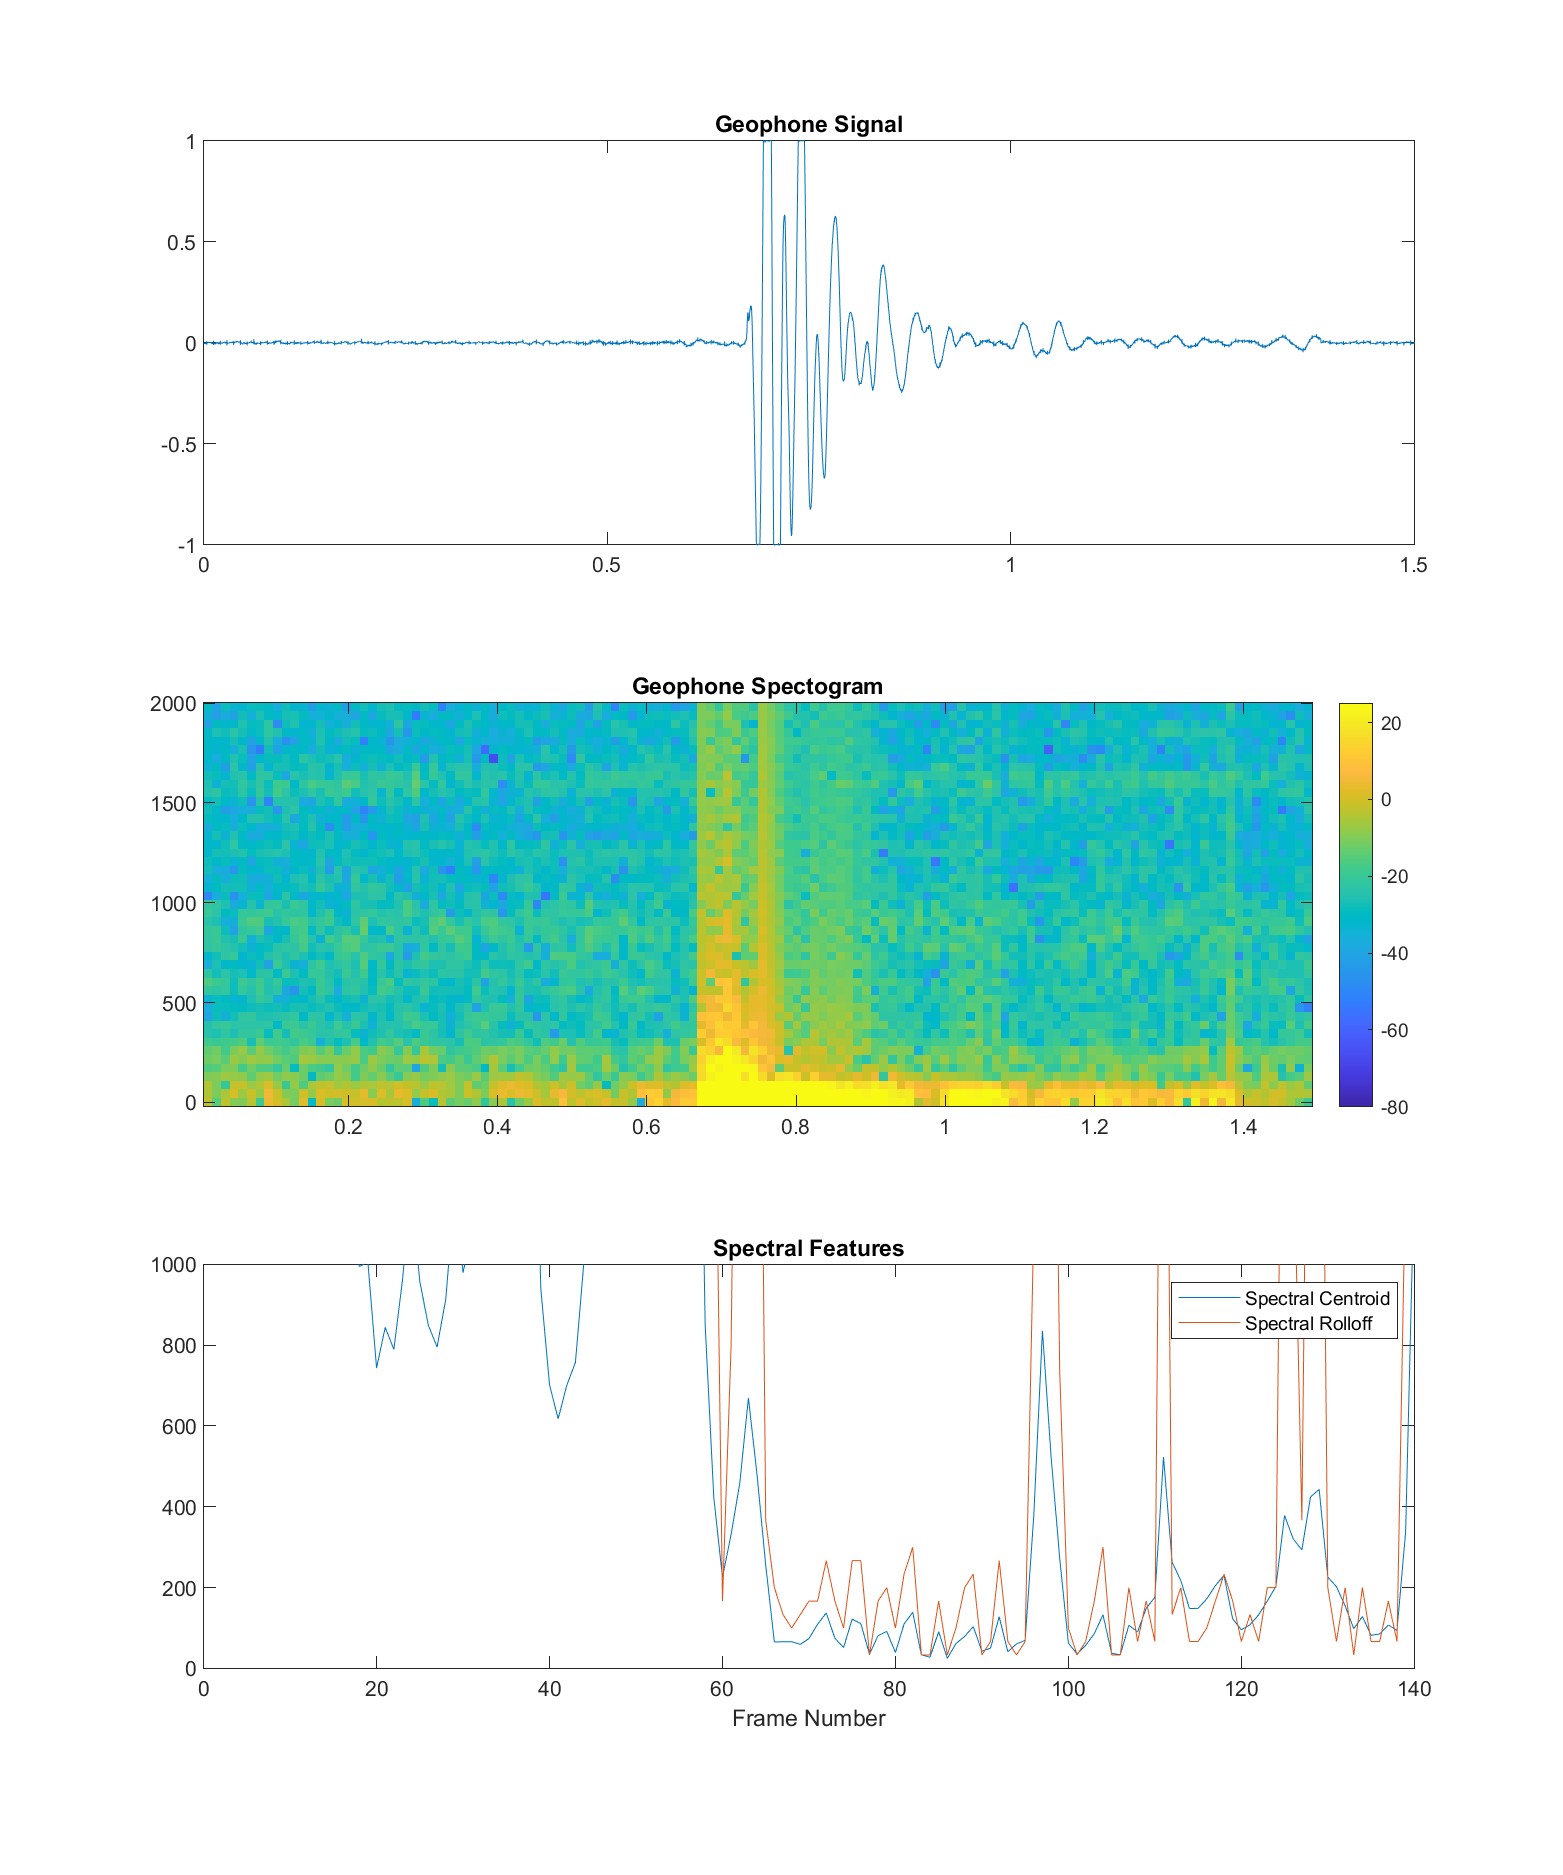 Geophone Signal
1
0.5
0
-0.5
-1
0 0.5 1 1.5
Geophone Spectogram
2000
1500
1000
500
0
0.2 0.4 0.6 0.8 1 1.2 1.4
20
0
-20
-40
-60
-80
Spectral Features
1000
800
600
400
200
0
Spectral Centroid
Spectral Rolloff
0 20 40 60 80 100 120 140
Frame Number